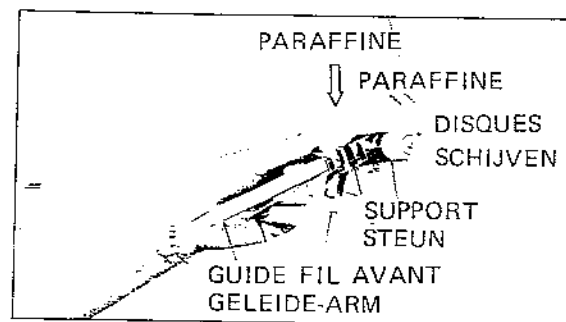 PARAFFINE
PARAFFINE
DISQUES
SCHIJVEN
SUPPORT
STEUN
GUIDE FIL AVANT
GELEIDE-ARM